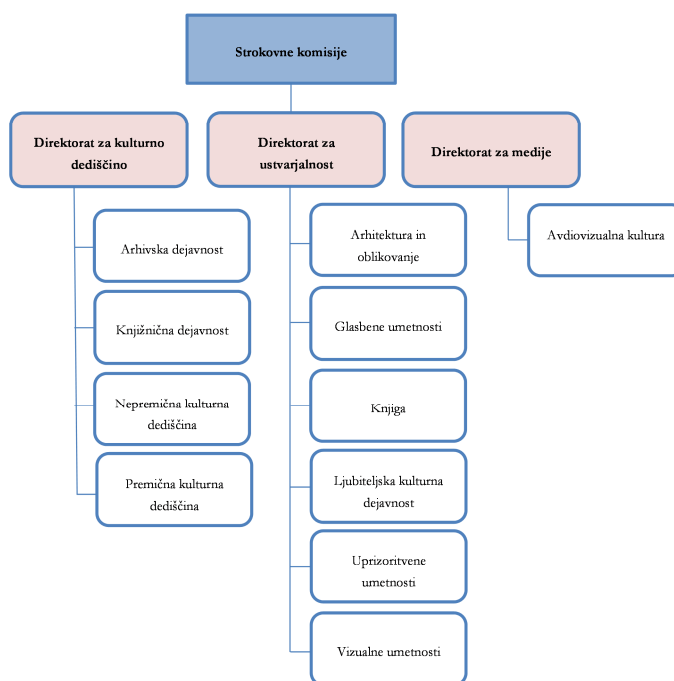 Strokovne komisije
Direktorat za kulturno
dediščino
Direktorat za
ustvarjalnost
Direktorat za medije
Arhivska dejavnost
Knjižnična dejavnost
Nepremična kulturna
dediščina
Premična kulturna
dediščina
Arhitektura in
oblikovanje
Glasbene umetnosti
Knjiga
Ljubiteljska kulturna
dejavnost
Uprizoritvene
umetnosti
Vizualne umetnosti
Avdiovizualna kultura